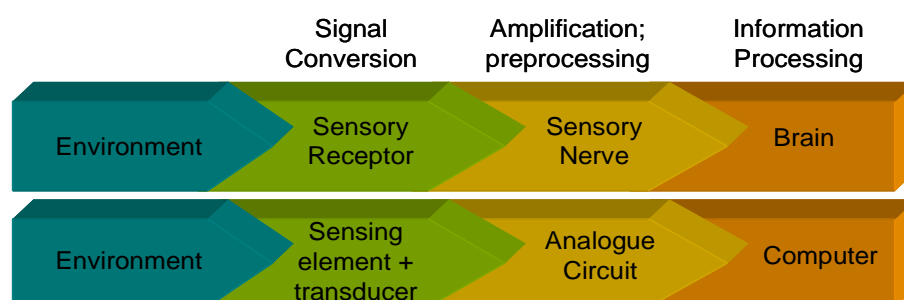 Signal
Conversion
Amplification;
preprocessing
Information
Processing
Environment
Sensory
Receptor
Sensory
Nerve
Brain
Environment
Sensing
element +
transducer
Analogue
Circuit
Computer